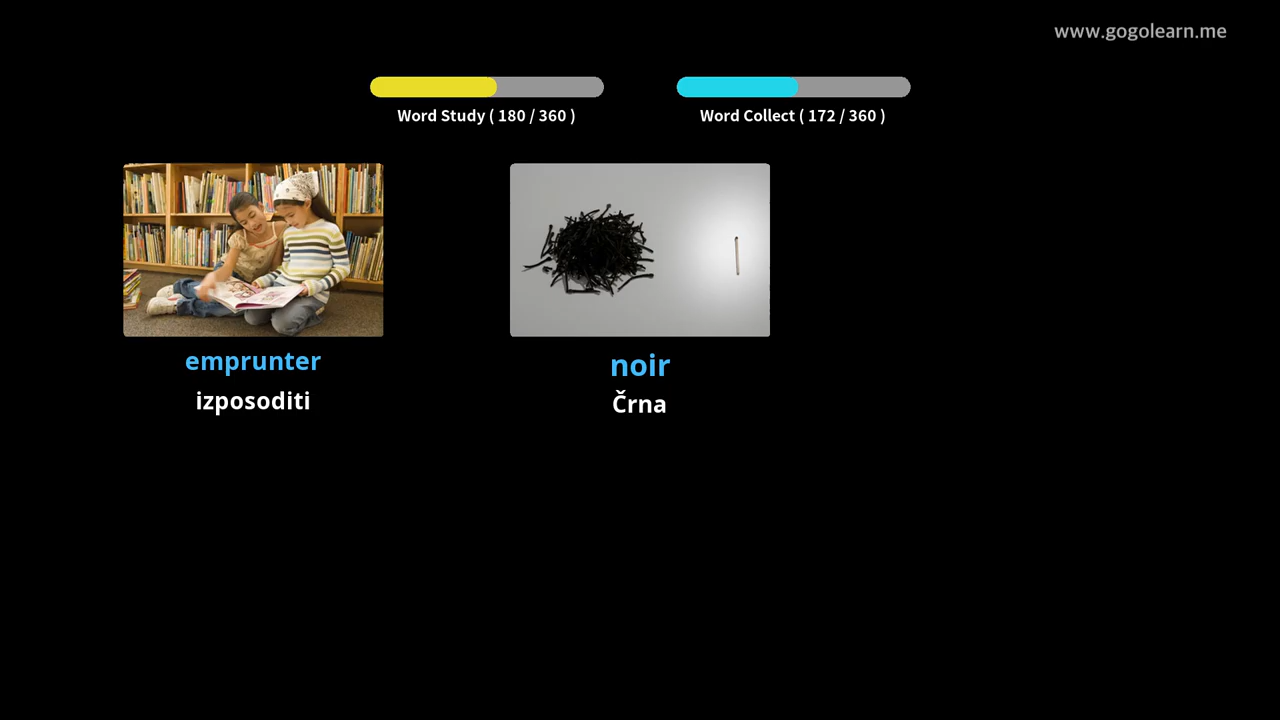 www.gogolearn.me
Word Study ( 180 / 360 )
Word Collect ( 172 / 360 )
emprunter
izposoditi
noir
Črna